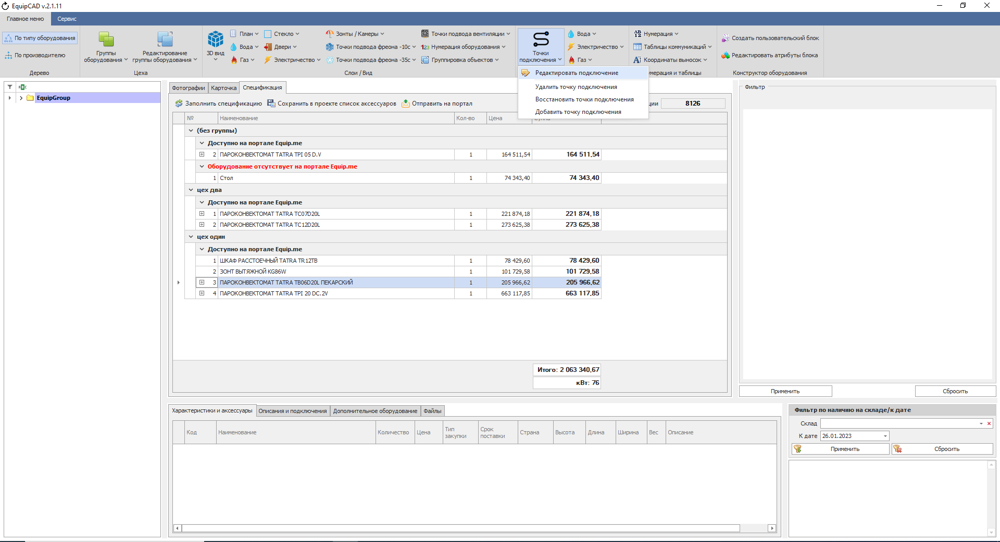 EquipCAD v.2.1.11
Главное меню
Сервис
По типу оборудования
По производителю
Дерево
Группы
оборудования
Редактирование
группы оборудования
Цеха
3D вид
План
Вода
Газ
Стекло
Двери
Электричество
Зонты / Камеры
Точки подвода фреона -10с
Точки подвода фреона -35с
Точки подвода вентиляции
123 Нумерация оборудования
Группировка объектов
Слои / Вид
Точки
подключения
Вода
Электричество
Газ
AB
12 Нумерация
Таблицы коммуникаций
Координаты выносок
умерация и таблицы
Создать пользовательский блок
Редактировать атрибуты блока
Конструктор оборудования
Редактировать подключение
Удалить точку подключения
Восстановить точки подключения
Добавить точку подключения
EquipGroup
Фотографии
Карточка
Спецификация
Заполнить спецификацию
Сохранить в проекте список аксессуаров
Отправить на портал
ции
8126
№ Наименование Кол-во Цена
(без группы)
Доступно на портале Equip.me
2 ПАРОКОНВЕКТОМАТ TATRA TPI 05 D.V 1 164 511,54 164 511,54
Оборудование отсутствует на портале Equip.me
1 Стол 1 74 343,40 74 343,40
цех два
Доступно на портале Equip.me
1 ПАРОКОНВЕКТОМАТ TATRA TC07D20L 1 221 874,18 221 874,18
2 ПАРОКОНВЕКТОМАТ TATRA TC12D20L 1 273 625,38 273 625,38
цех один
Доступно на портале Equip.me
1 ШКАФ РАССТОЕЧНЫЙ TATRA TR12TB 1 78 429,60 78 429,60
2 ЗОНТ ВЫТЯЖНОЙ KG86W 1 101 729,58 101 729,58
3 ПАРОКОНВЕКТОМАТ TATRA TB06D20L ПЕКАРСКИЙ 1 205 966,62 205 966,62
4 ПАРОКОНВЕКТОМАТ TATRA TPI 20 DC.2V 1 663 117,85 663 117,85
Итого: 2 063 340,67
кВт: 76
Фильтр
Применить
Сбросить
Характеристики и аксессуары
Описания и подключения
Дополнительное оборудование
Файлы
Код Наименование Количество Цена Тип закупки Срок поставки Страна Высота Длина Ширина Вес Описание
Фильтр по наличию на складе/к дате
Склад
К дате 26.01.2023
Применить
Сбросить